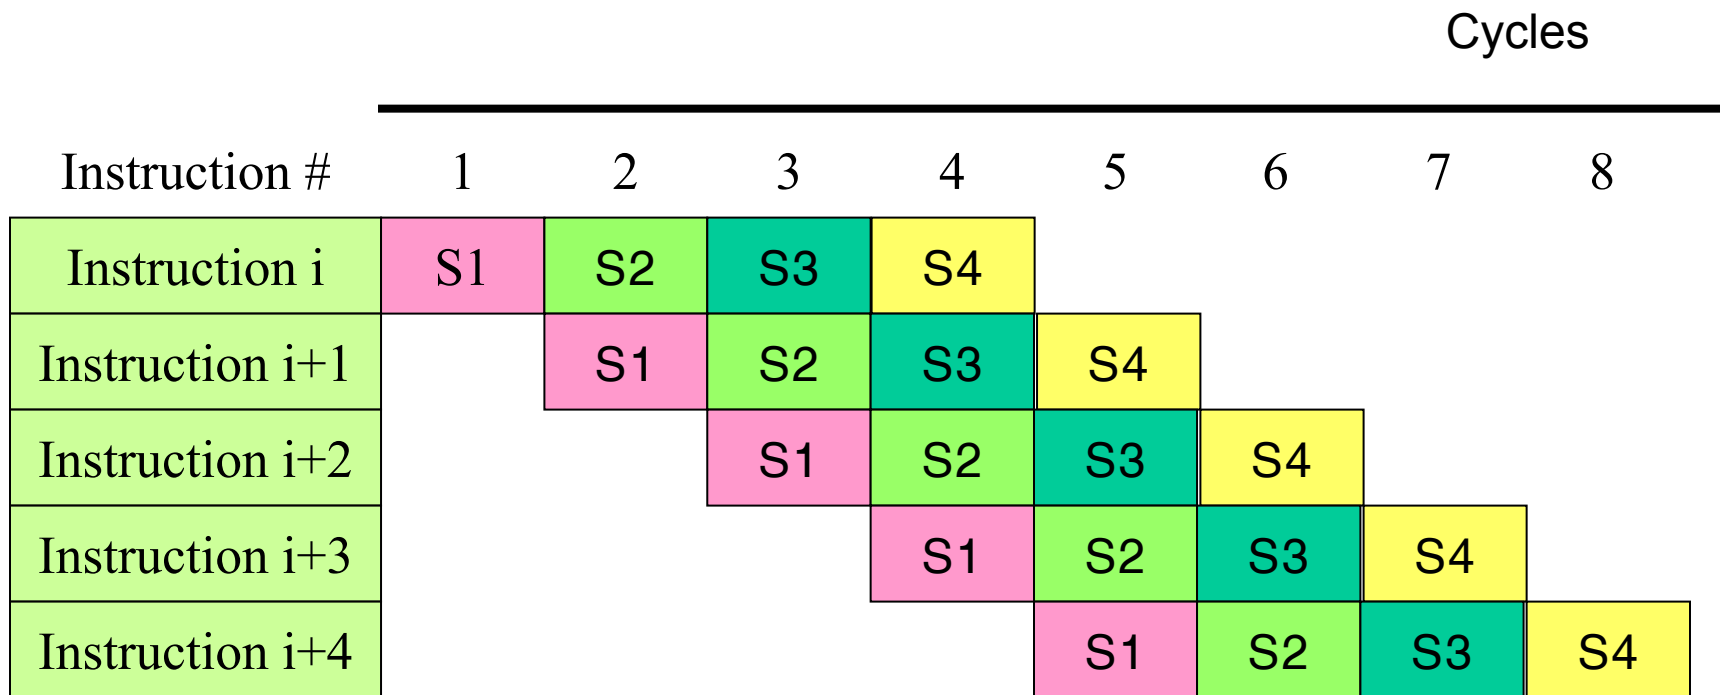 Cycles
Instruction # 1 2 3 4 5 6 7 8
Instruction i S1 S2 S3 S4
Instruction i+1 S1 S2 S3 S4
Instruction i+2 S1 S2 S3 S4
Instruction i+3 S1 S2 S3 S4
Instruction i+4 S1 S2 S3 S4